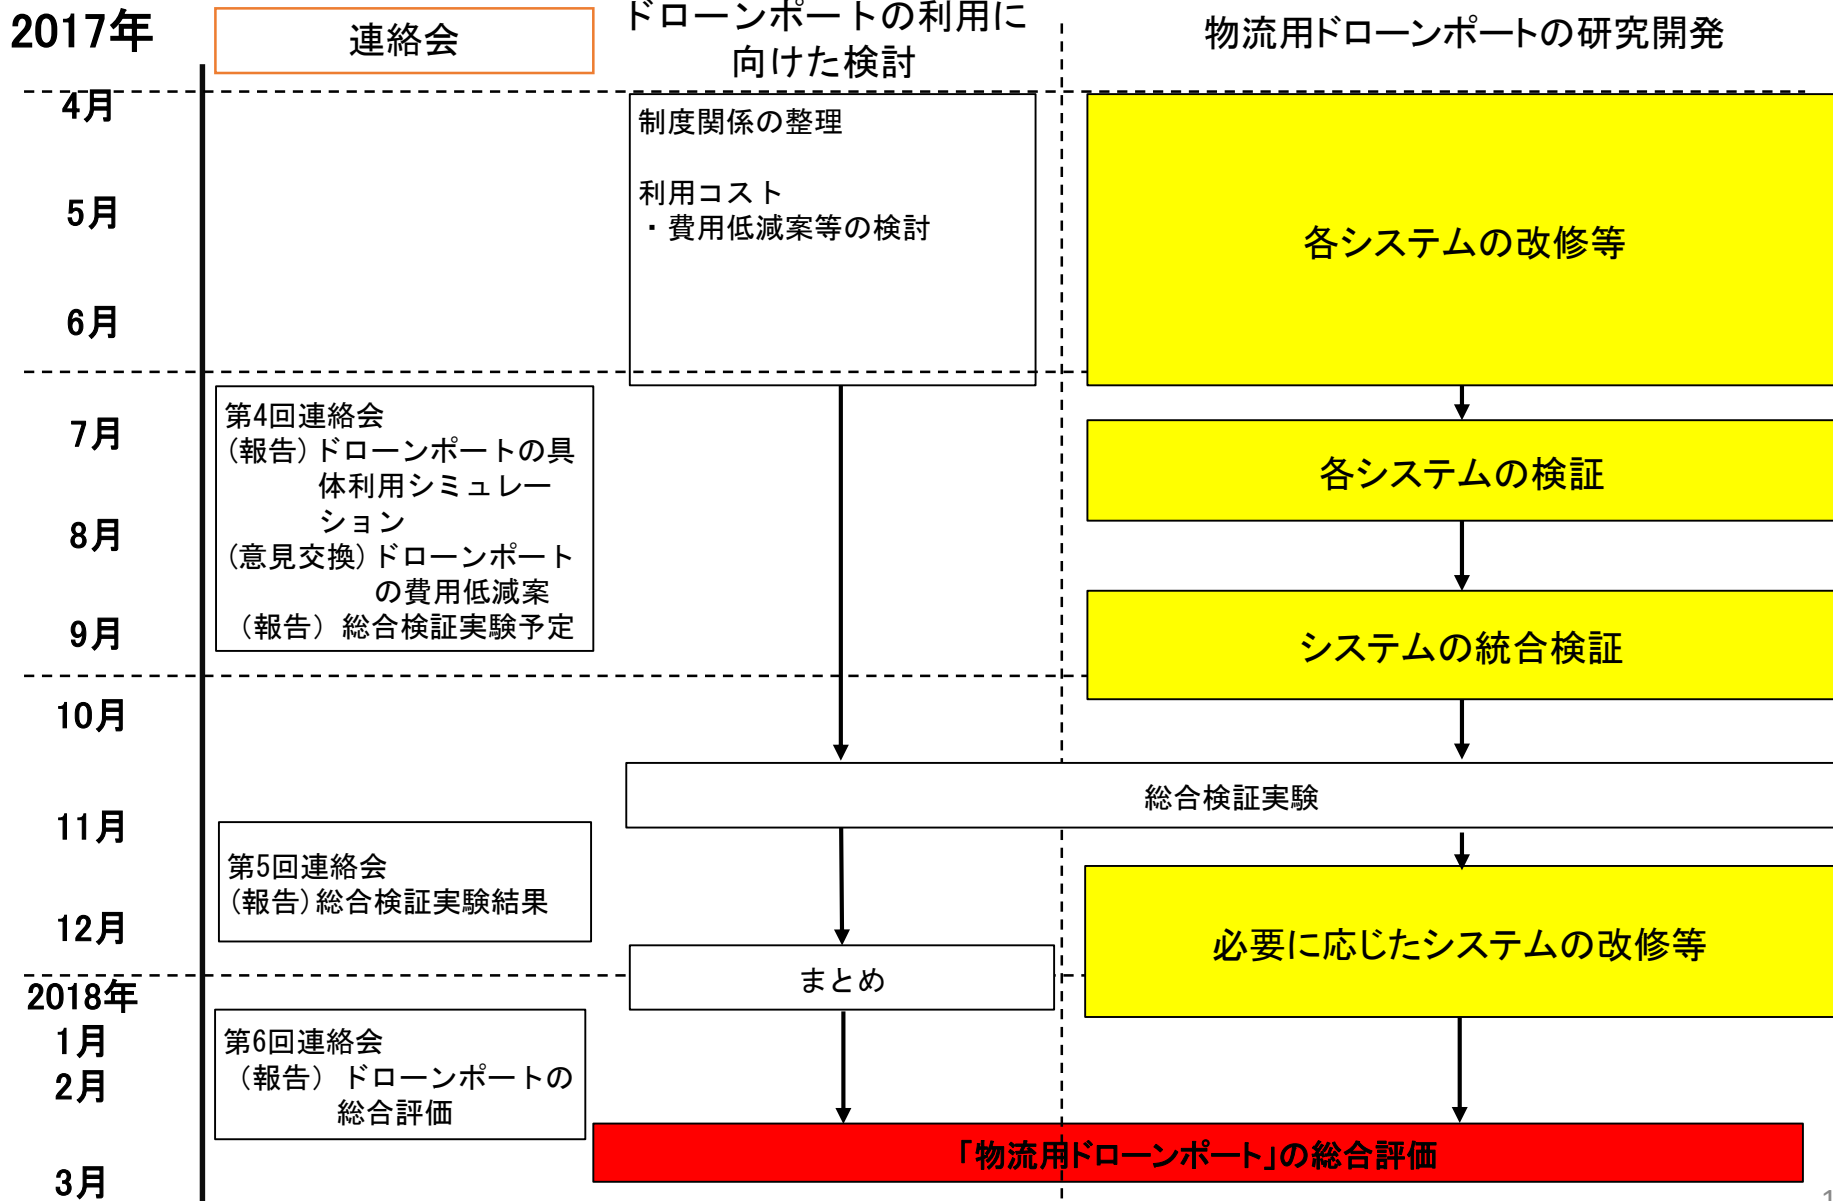 2017年
連絡会
ドローンポートの利用に
向けた検討
物流用ドローンポートの研究開発
4月
5月
6月
7月
8月
9月
10月
11月
12月
2018年
1月
2月
3月
第4回連絡会
(報告)ドローンポートの具
体利用シミュレー
ション
(意見交換)ドローンポート
の費用低減案
（報告）総合検証実験予定
第5回連絡会
(報告)総合検証実験結果
第6回連絡会
（報告）ドローンポートの
総合評価
制度関係の整理
利用コスト
・費用低減案等の検討
各システムの改修等
各システムの検証
システムの統合検証
総合検証実験
まとめ
必要に応じたシステムの改修等
「物流用ドローンポート」の総合評価